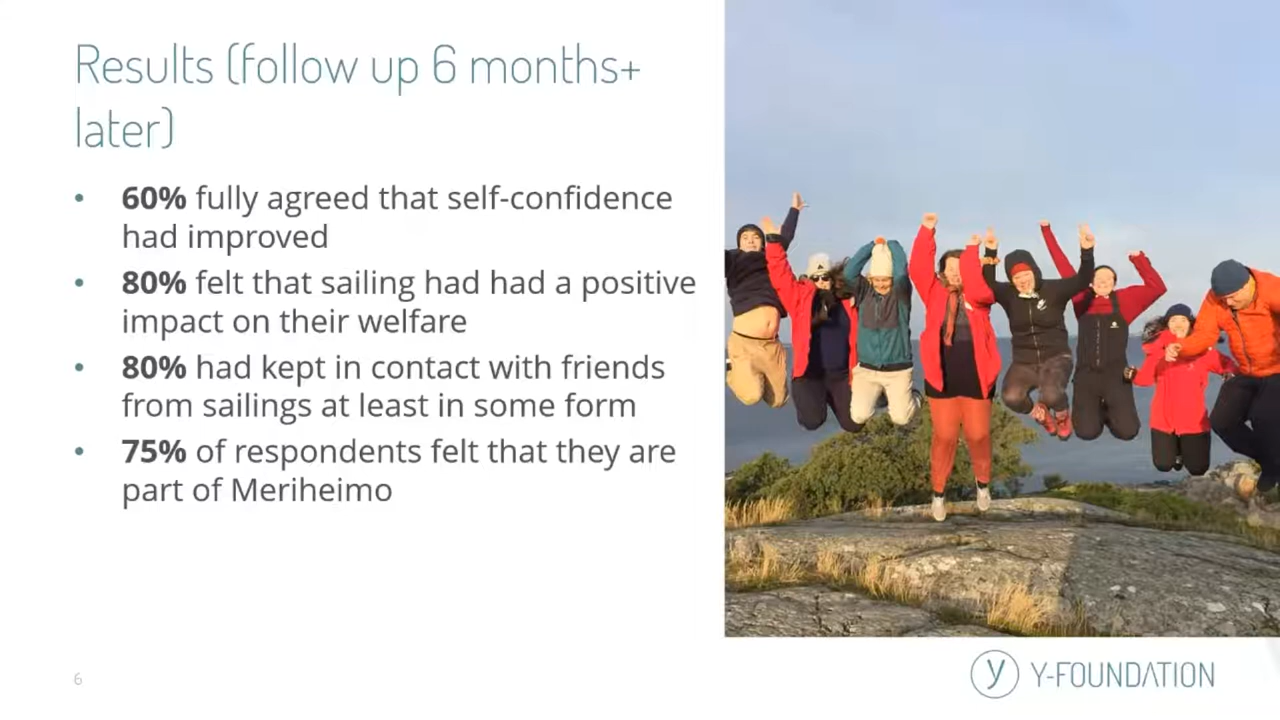 Results (follow up 6 months+
later)
• 60% fully agreed that self-confidence
had improved
• 80% felt that sailing had had a positive
impact on their welfare
• 80% had kept in contact with friends
from sailings at least in some form
• 75% of respondents felt that they are
part of Meriheimo
6
y Y-FOUNDATION